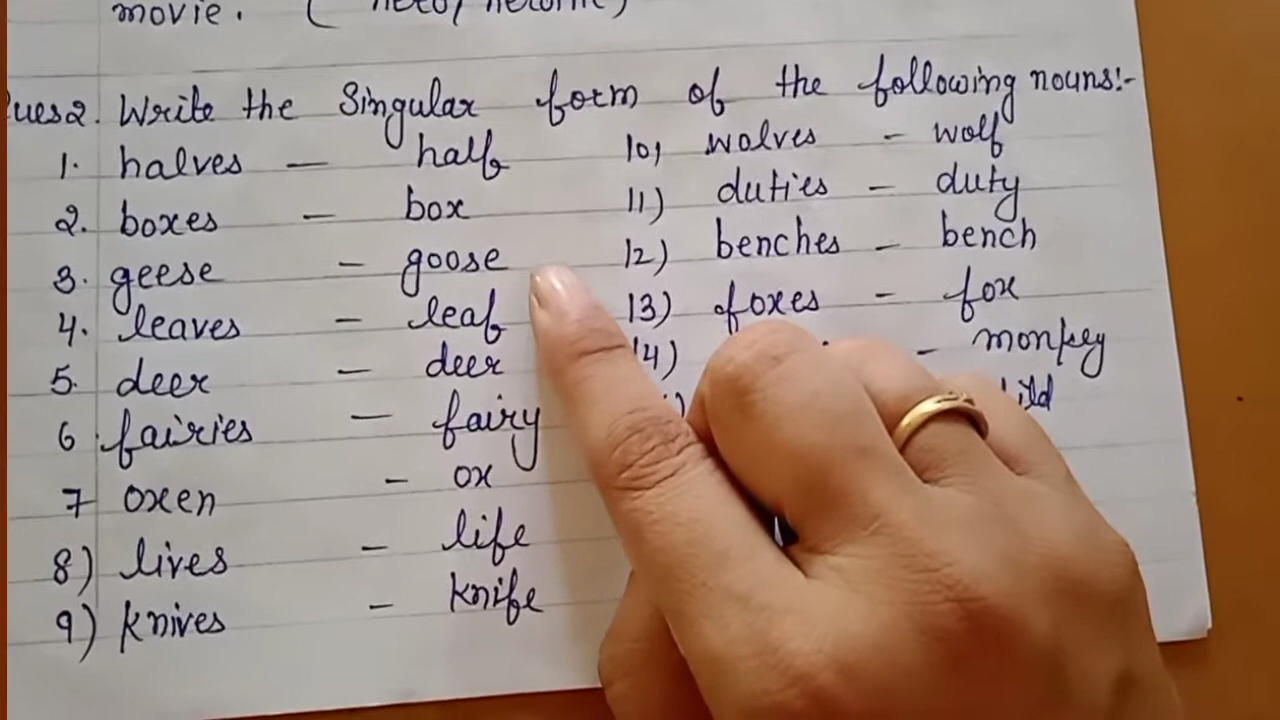 movie. (
ques2. Write the Singular form of the following nouns:-
1. halves — half
2. boxes — box
3. geese — goose
4. leaves — leaf
5. deer — deer
6 fairies — fairy
7 oxen — ox
8) lives — life
9) knives — knife
10, wolves — wolf
11) duties — duty
12) benches — bench
13) foxes — fox
14) — monkey